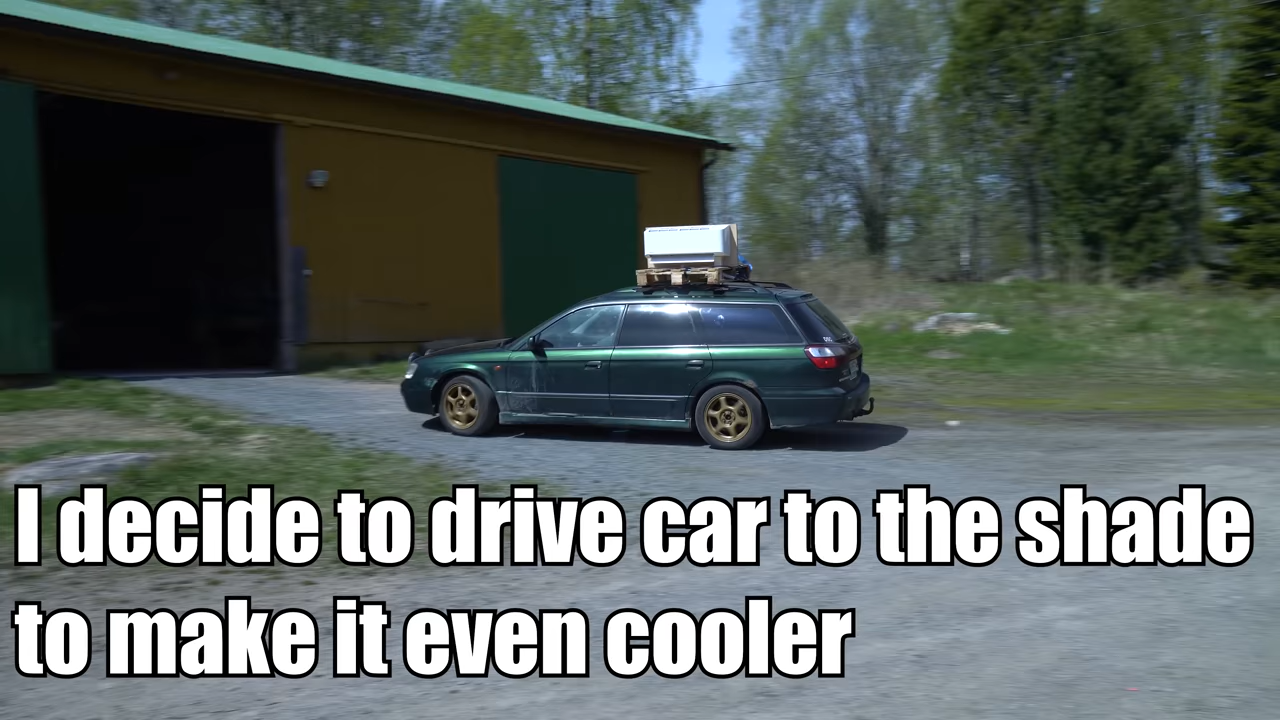 I decide to drive car to the shade
to make it even cooler